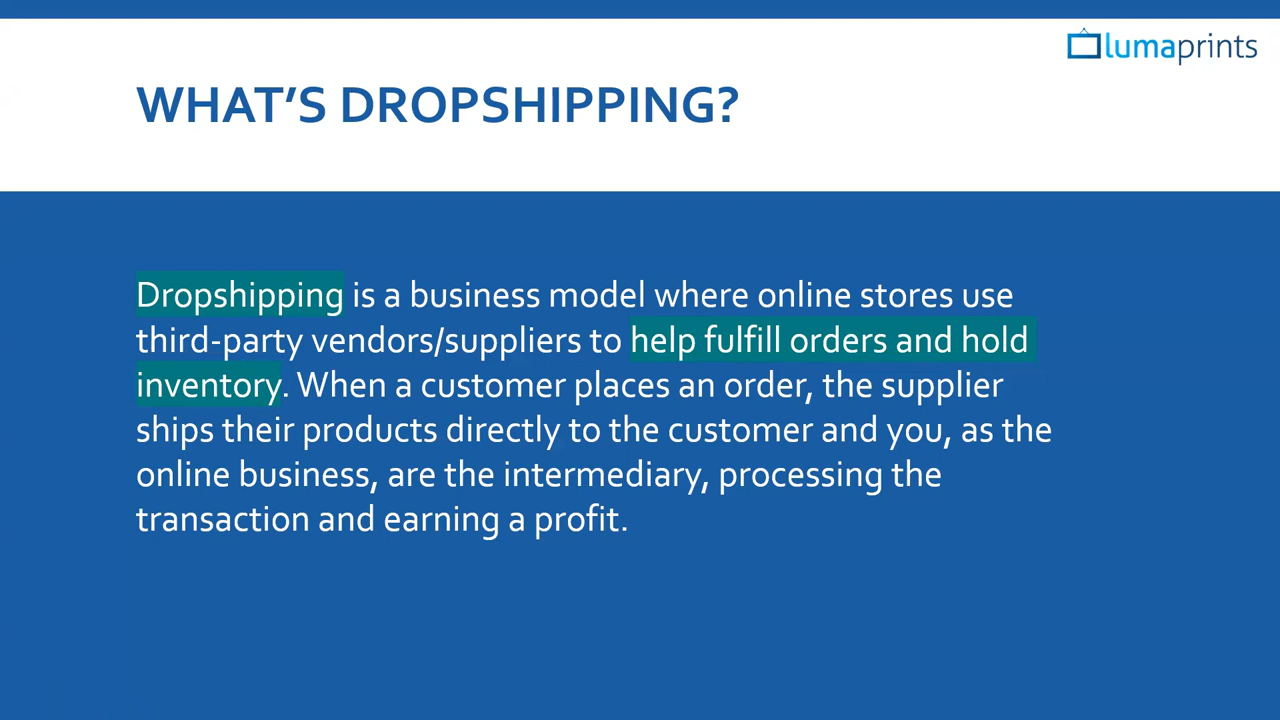 lumaprints
WHAT’S DROPSHIPPING?
Dropshipping is a business model where online stores use
third-party vendors/suppliers to help fulfill orders and hold
inventory. When a customer places an order, the supplier
ships their products directly to the customer and you, as the
online business, are the intermediary, processing the
transaction and earning a profit.